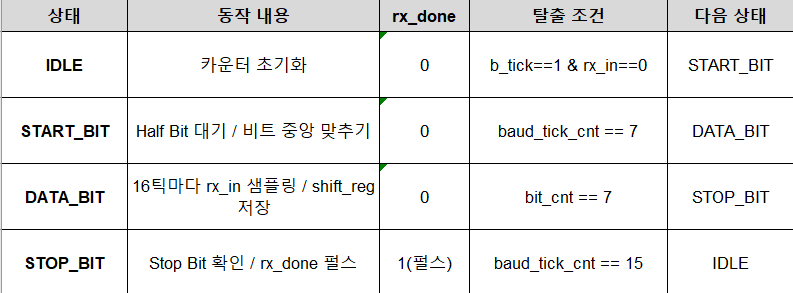 상태 동작 내용 rx_done 탈출 조건 다음 상태
IDLE 카운터 초기화 0 b_tick==1 & rx_in==0 START_BIT
START_BIT Half Bit 대기 / 비트 중앙 맞추기 0 baud_tick_cnt == 7 DATA_BIT
DATA_BIT 16틱마다 rx_in 샘플링 / shift_reg 0 bit_cnt == 7 STOP_BIT
저장
STOP_BIT Stop Bit 확인 / rx_done 펄스 1(펄스) baud_tick_cnt == 15 IDLE